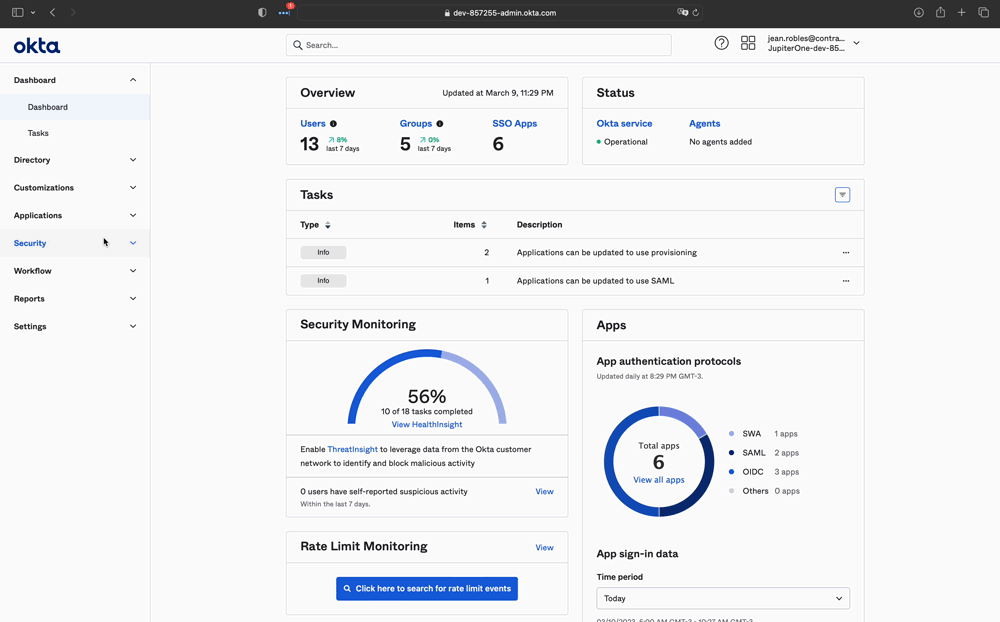 dev-857255-admin.okta.com
okta
Search...
jean.robles@contra...
JupiterOne-dev-85...
Dashboard
Dashboard
Tasks
Directory
Customizations
Applications
Security
Workflow
Reports
Settings
Overview
Updated at March 9, 11:29 PM
Users
Groups
SSO Apps
13
8%
last 7 days
5
0%
last 7 days
6
Status
Okta service
Agents
Operational
No agents added
Tasks
Type
Items
Description
Info
2
Applications can be updated to use provisioning
Info
1
Applications can be updated to use SAML
Security Monitoring
56%
10 of 18 tasks completed
View HealthInsight
Enable ThreatInsight to leverage data from the Okta customer
network to identify and block malicious activity
0 users have self-reported suspicious activity
View
Within the last 7 days.
Rate Limit Monitoring
View
Click here to search for rate limit events
Apps
App authentication protocols
Updated daily at 8:29 PM GMT-3.
Total apps
6
View all apps
SWA 1 apps
SAML 2 apps
OIDC 3 apps
Others 0 apps
App sign-in data
Time period
Today